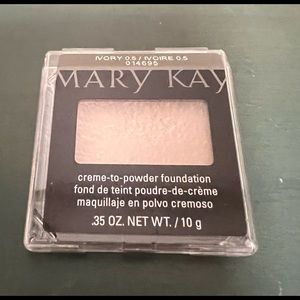 IVORY 0.5 / IVOIRE 0.5
014695
MARY KAY
creme-to-powder foundation
fond de teint poudre-de-crème
maquillaje en polvo cremoso
.35 OZ. NET WT. / 10 g